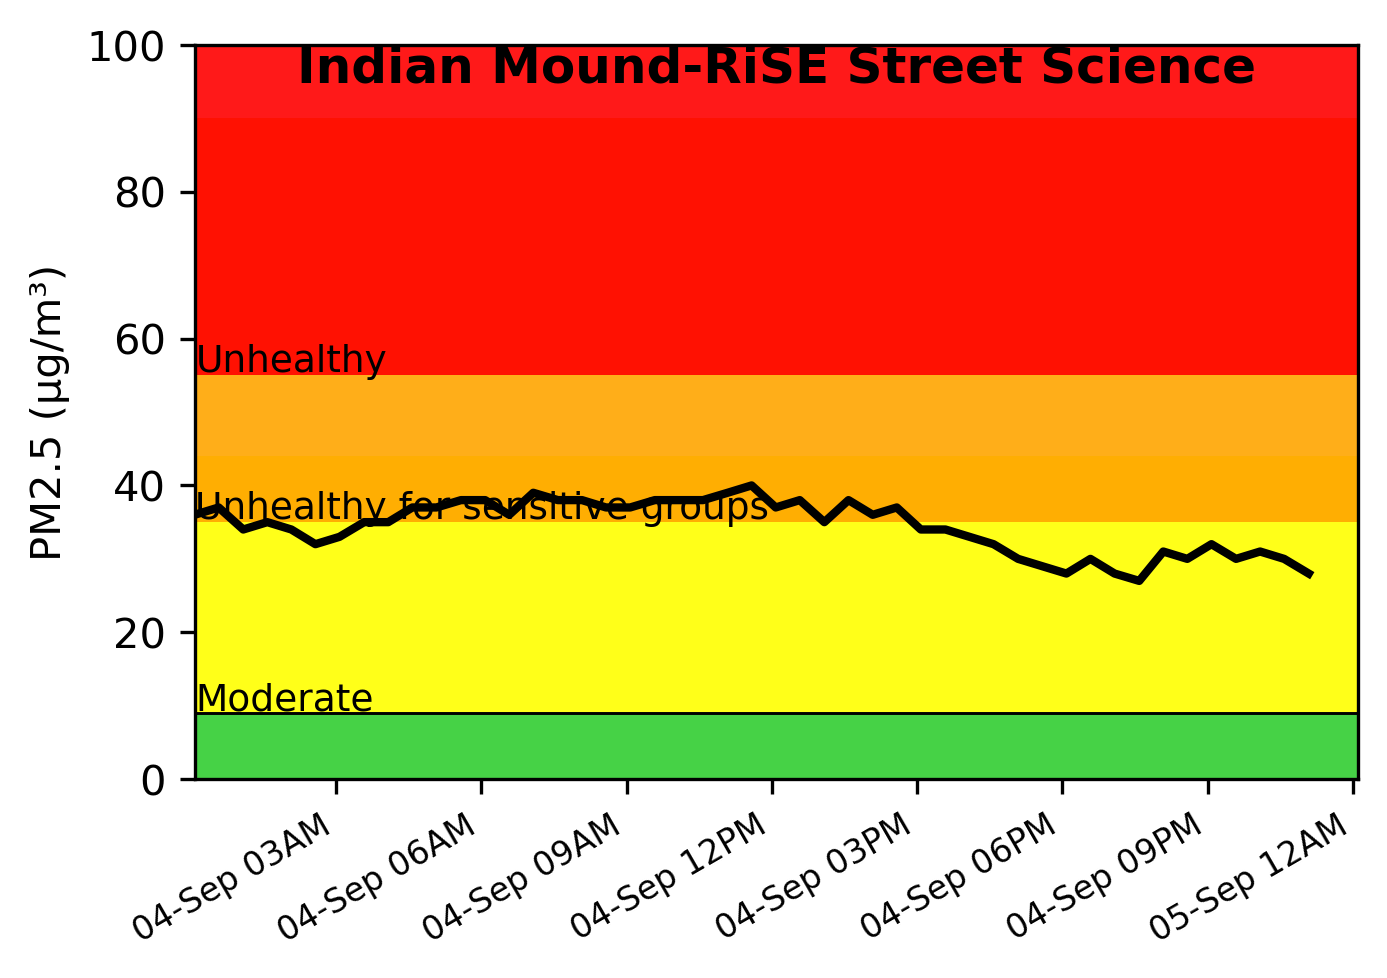 Indian Mound-RiSE Street Science
PM2.5 (µg/m³)
100
80
60
40
20
0
Unhealthy
Unhealthy for sensitive groups
Moderate
04-Sep 03AM
04-Sep 06AM
04-Sep 09AM
04-Sep 12PM
04-Sep 03PM
04-Sep 06PM
04-Sep 09PM
05-Sep 12AM